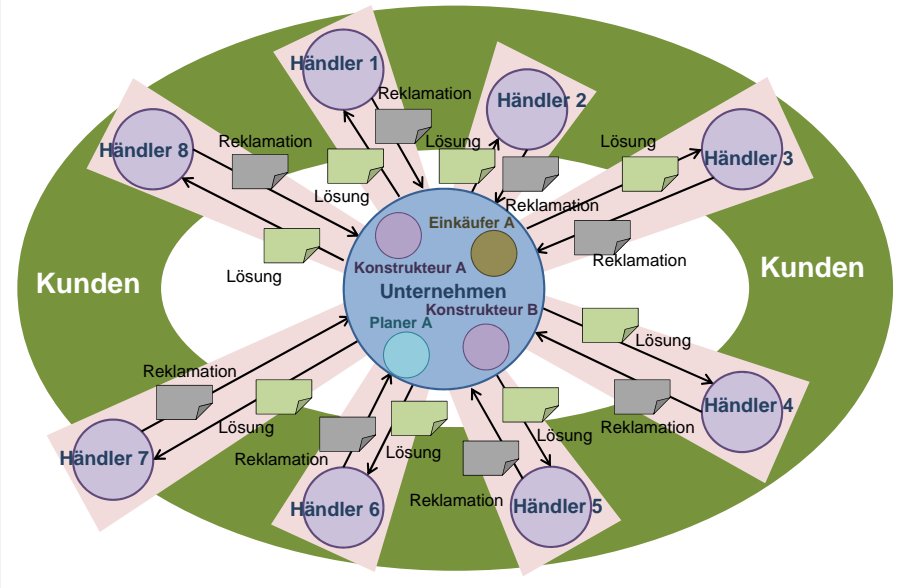 Händler 1
Reklamation
Händler 2
Händler 8
Reklamation
Lösung
Lösung
Händler 3
Lösung
Reklamation
Einkäufer A
Reklamation
Lösung
Konstrukteur A
Kunden
Kunden
Unternehmen
Konstrukteur B
Planer A
Lösung
Reklamation
Händler 4
Lösung
Reklamation
Lösung
Händler 7
Reklamation
Lösung
Reklamation
Händler 6
Händler 5